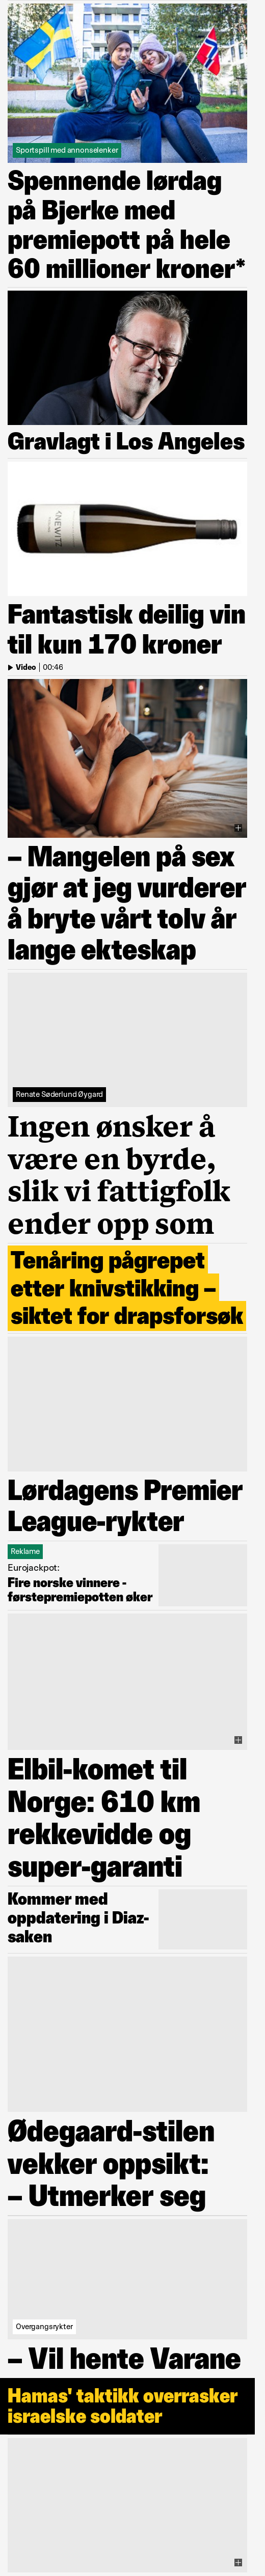 Sportspill med annonselenker
Spennende lørdag
på Bjerke med
premiepott på hele
60 millioner kroner*
Gravlagt i Los Angeles
Fantastisk deilig vin
til kun 170 kroner
Video | 00:46
– Mangelen på sex
gjør at jeg vurderer
å bryte vårt tolv år
lange ekteskap
Renate Søderlund Øygard
Ingen ønsker å
være en byrde,
slik vi fattigfolk
ender opp som
Tenåring pågrepet
etter knivstikking –
siktet for drapsforsøk
Lørdagens Premier
League-rykter
Reklame
Eurojackpot:
Fire norske vinnere -
førstepremiepotten øker
Elbil-komet til
Norge: 610 km
rekkevidde og
super-garanti
Kommer med
oppdatering i Diaz-
saken
Ødegaard-stilen
vekker oppsikt:
– Utmerker seg
Overgangsrykter
– Vil hente Varane
Hamas' taktikk overrasker
israelske soldater